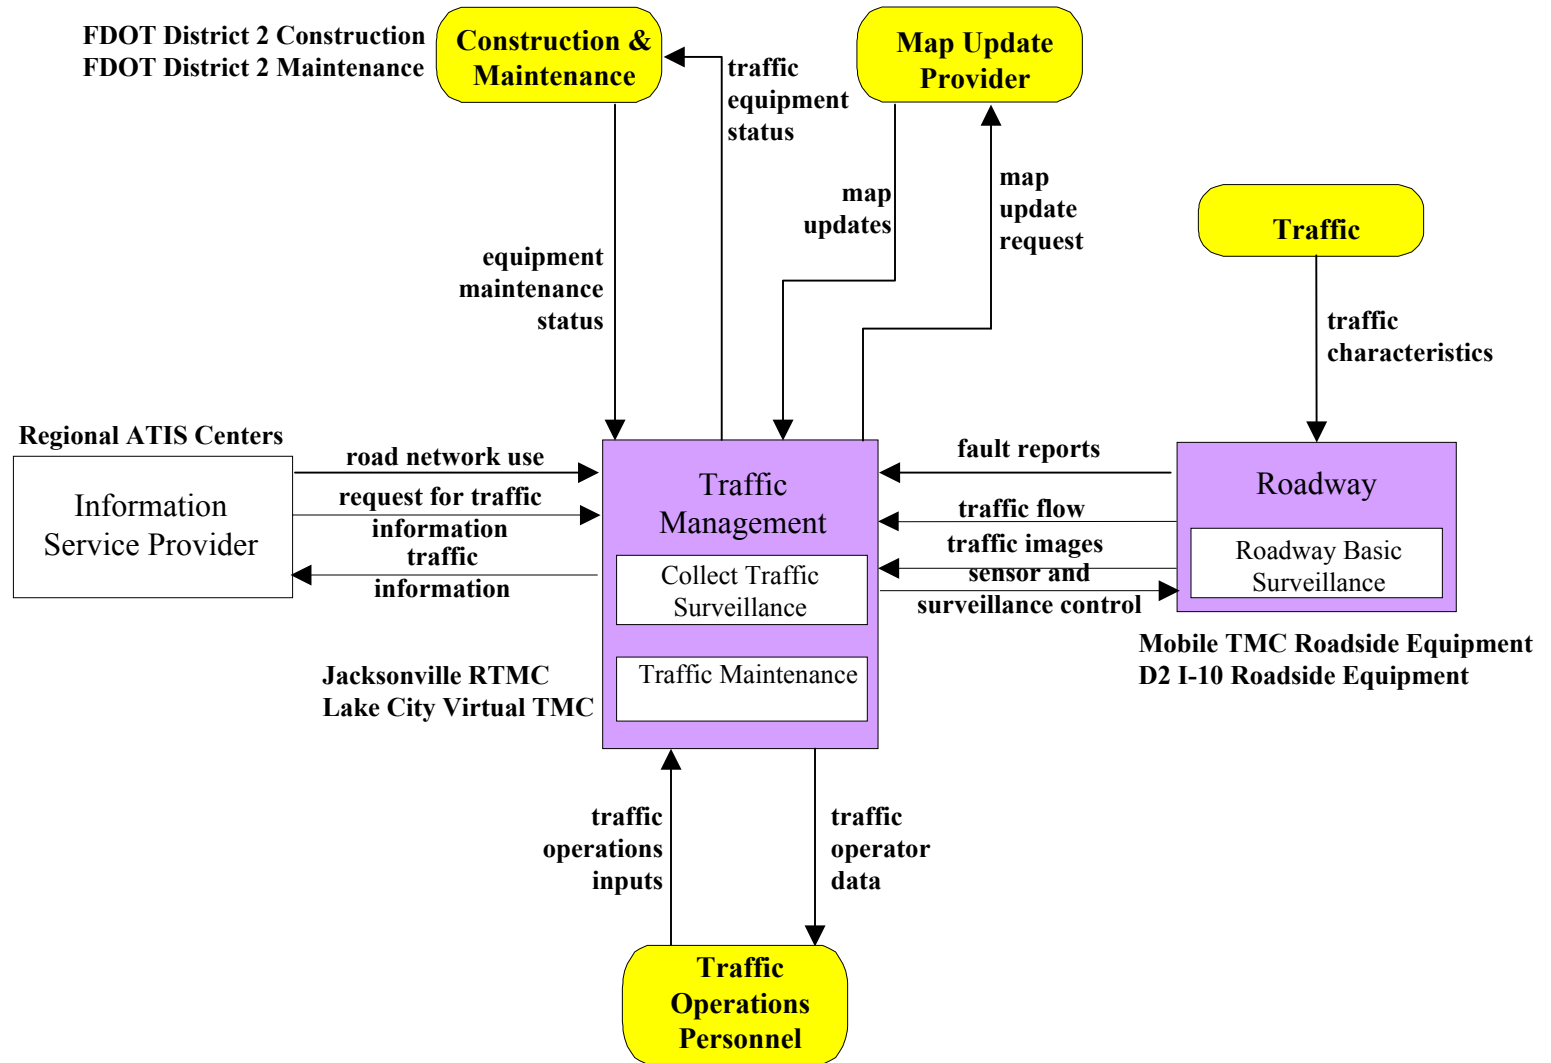 FDOT District 2 Construction
FDOT District 2 Maintenance
Construction &
Maintenance
traffic
equipment
status
Map Update
Provider
map
updates
map
update
request
Traffic
traffic
characteristics
equipment
maintenance
status
Regional ATIS Centers
Information
Service Provider
road network use
request for traffic
information
traffic
information
Traffic
Management
Collect Traffic
Surveillance
Traffic Maintenance
fault reports
traffic flow
traffic images
sensor and
surveillance control
Roadway
Roadway Basic
Surveillance
Mobile TMC Roadside Equipment
D2 I-10 Roadside Equipment
Jacksonville RTMC
Lake City Virtual TMC
traffic
operations
inputs
traffic
operator
data
Traffic
Operations
Personnel